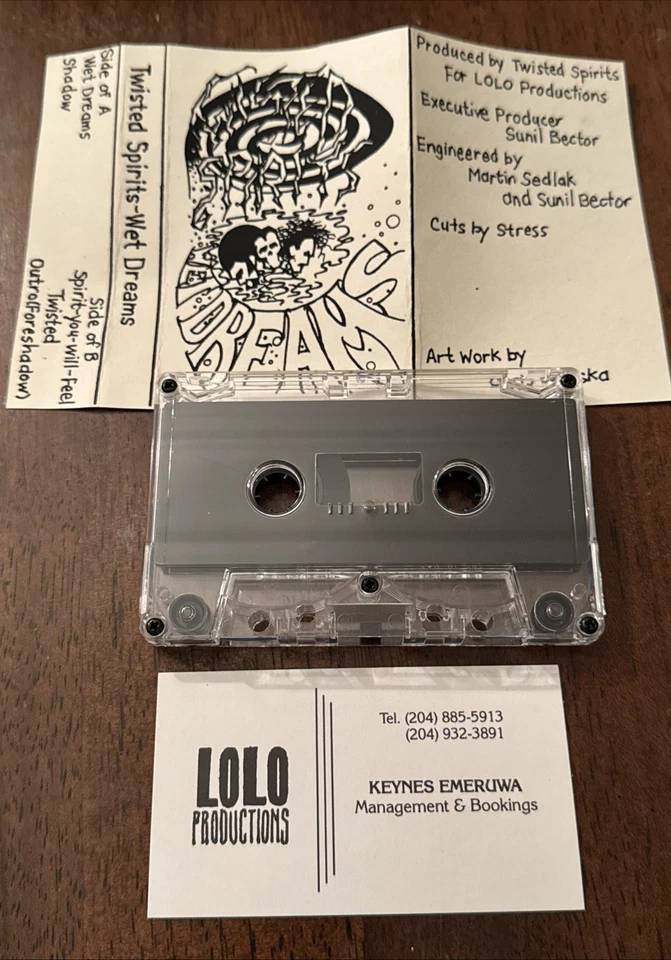 Side of A
Wet Dreams
Shadow
Side of B
Spirit-You-Will-Feel
Twisted
Outro(Foreshadow)
Twisted Spirits-Wet Dreams
DREAMS
Produced by Twisted Spirits
For LOLO Productions
Executive Producer
Sunil Bector
Engineered by
Martin Sedlak
and Sunil Bector
Cuts by Stress
Art Work by
LOLO
PRODUCTIONS
Tel. (204) 885-5913
(204) 932-3891
KEYNES EMERUWA
Management & Bookings